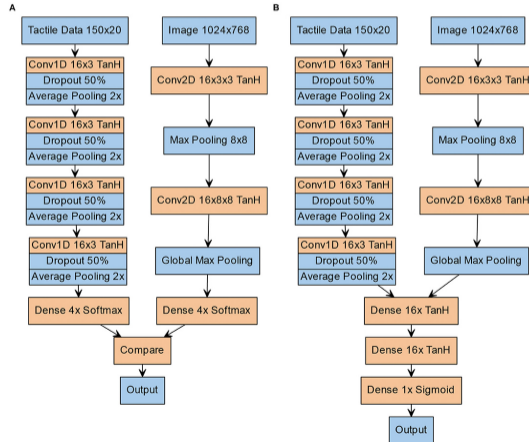 A
Tactile Data 150x20
Conv1D 16x3 TanH
Dropout 50%
Average Pooling 2x
Conv1D 16x3 TanH
Dropout 50%
Average Pooling 2x
Conv1D 16x3 TanH
Dropout 50%
Average Pooling 2x
Conv1D 16x3 TanH
Dropout 50%
Average Pooling 2x
Dense 4x Softmax
Image 1024x768
Conv2D 16x3x3 TanH
Max Pooling 8x8
Conv2D 16x8x8 TanH
Global Max Pooling
Dense 4x Softmax
Compare
Output
B
Tactile Data 150x20
Conv1D 16x3 TanH
Dropout 50%
Average Pooling 2x
Conv1D 16x3 TanH
Dropout 50%
Average Pooling 2x
Conv1D 16x3 TanH
Dropout 50%
Average Pooling 2x
Conv1D 16x3 TanH
Dropout 50%
Average Pooling 2x
Image 1024x768
Conv2D 16x3x3 TanH
Max Pooling 8x8
Conv2D 16x8x8 TanH
Global Max Pooling
Dense 16x TanH
Dense 16x TanH
Dense 1x Sigmoid
Output